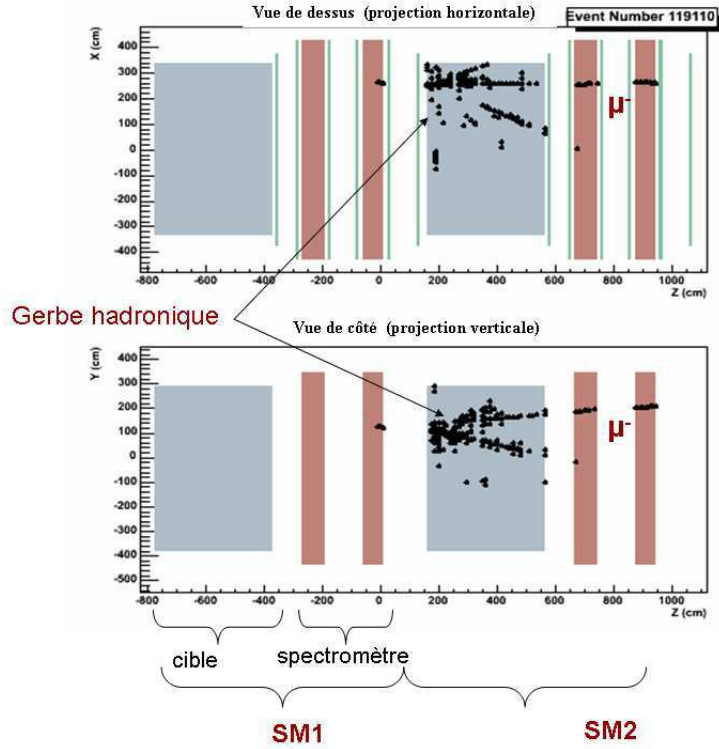 Vue de dessus (projection horizontale)
Event Number 119110
X (cm)
400
300
200
100
0
-100
-200
-300
-400
-800 -600 -400 -200 0 200 400 600 800 1000
Z (cm)
μ-
Gerbe hadronique
Vue de côté (projection verticale)
Y (cm)
400
300
200
100
0
-100
-200
-300
-400
-500
-800 -600 -400 -200 0 200 400 600 800 1000
Z (cm)
μ-
cible
spectromètre
SM1
SM2